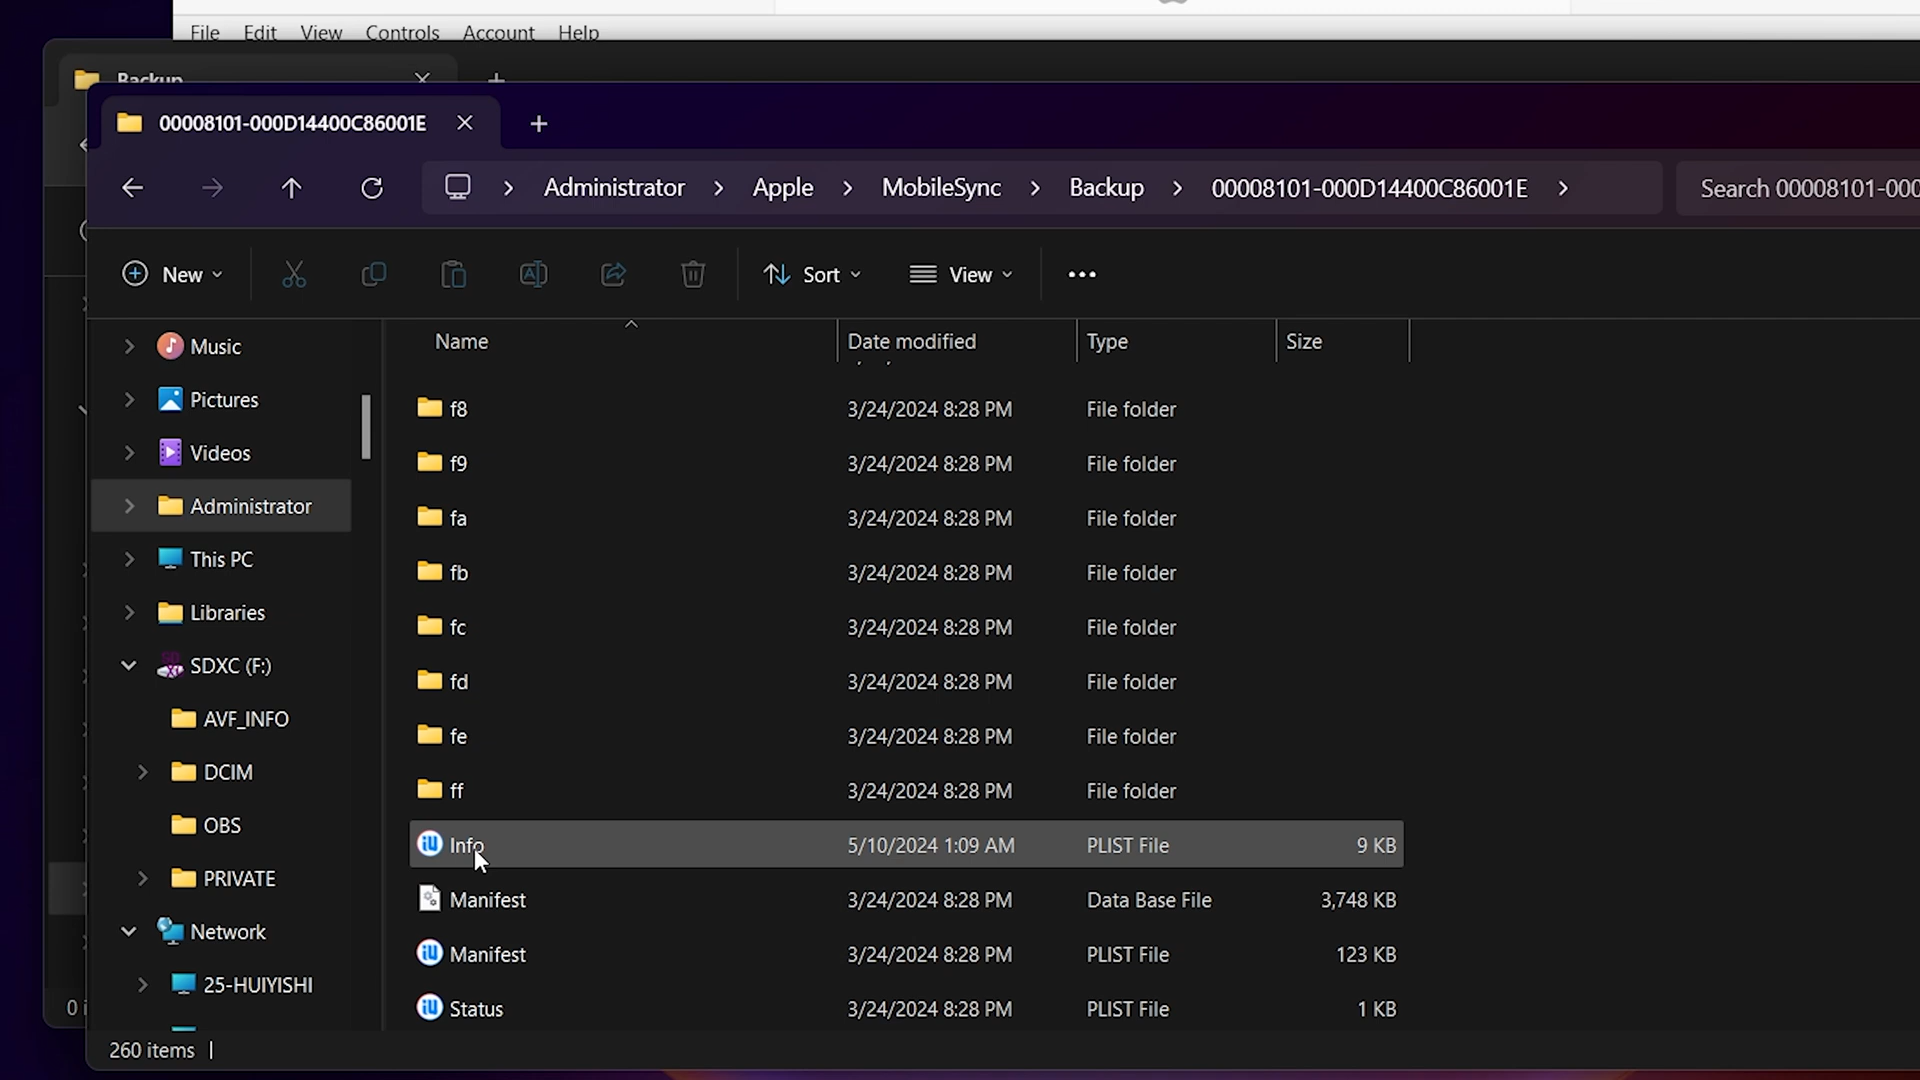 File Edit View Controls Account Help
Backup
00008101-000D14400C86001E
Administrator > Apple > MobileSync > Backup > 00008101-000D14400C86001E >
Search 00008101-000
New
Sort
View
Name Date modified Type Size
Music
Pictures
Videos
Administrator
This PC
Libraries
SDXC (F:)
AVF_INFO
DCIM
OBS
PRIVATE
Network
25-HUIYISHI
f8 3/24/2024 8:28 PM File folder
f9 3/24/2024 8:28 PM File folder
fa 3/24/2024 8:28 PM File folder
fb 3/24/2024 8:28 PM File folder
fc 3/24/2024 8:28 PM File folder
fd 3/24/2024 8:28 PM File folder
fe 3/24/2024 8:28 PM File folder
ff 3/24/2024 8:28 PM File folder
Info 5/10/2024 1:09 AM PLIST File 9 KB
Manifest 3/24/2024 8:28 PM Data Base File 3,748 KB
Manifest 3/24/2024 8:28 PM PLIST File 123 KB
Status 3/24/2024 8:28 PM PLIST File 1 KB
0 i
260 items